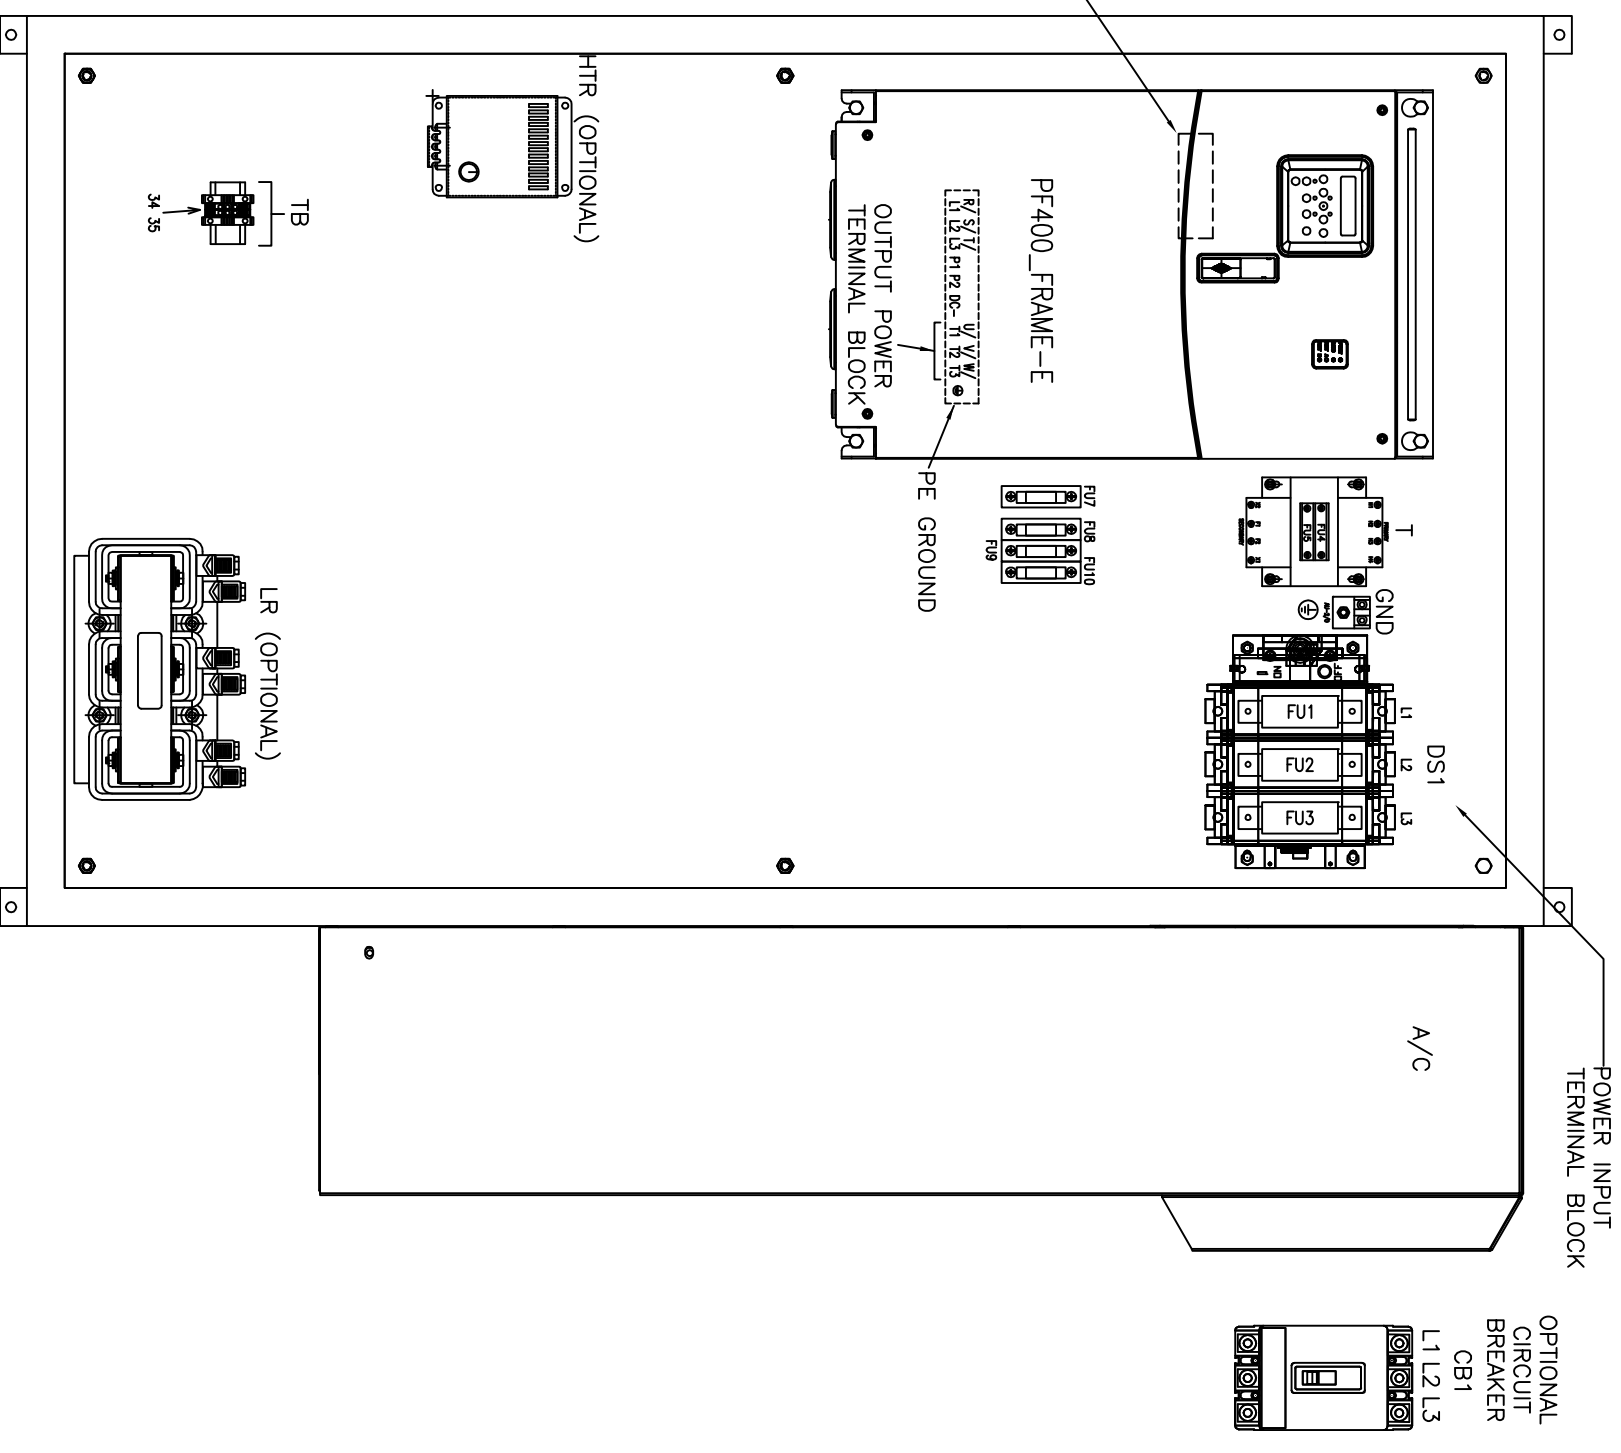 POWER INPUT
TERMINAL BLOCK
OPTIONAL
CIRCUIT
BREAKER
CB1
L1 L2 L3
A/C
DS1
L1
L2
L3
FU1
FU2
FU3
OFF
ON
GND
T
PRIMARY
FU4
FU5
SECONDARY
FU7
FU8
FU9
FU10
PF400_FRAME-E
R/ S/ T/
U/ V/ W/
L1 L2 L3 P1 P2 DC- T1 T2 T3
OUTPUT POWER
TERMINAL BLOCK
PE GROUND
HTR (OPTIONAL)
TB
34 35
LR (OPTIONAL)